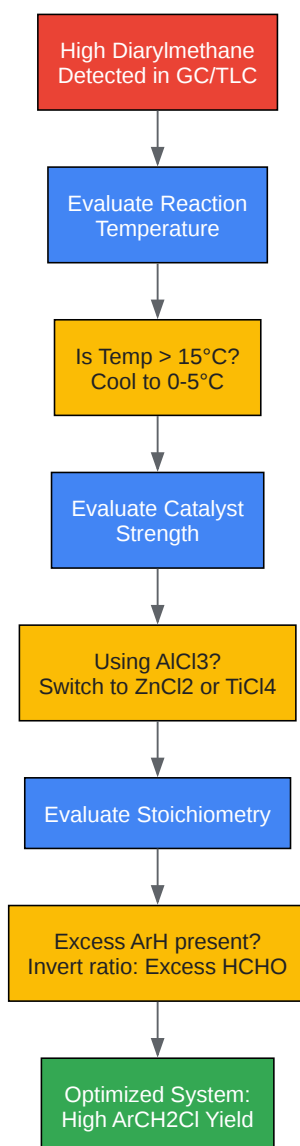 High Diarylmethane
Detected in GC/TLC
Evaluate Reaction
Temperature
Is Temp > 15°C?
Cool to 0-5°C
Evaluate Catalyst
Strength
Using AlCl3?
Switch to ZnCl2 or TiCl4
Evaluate Stoichiometry
Excess ArH present?
Invert ratio: Excess HCHO
Optimized System:
High ArCH2Cl Yield